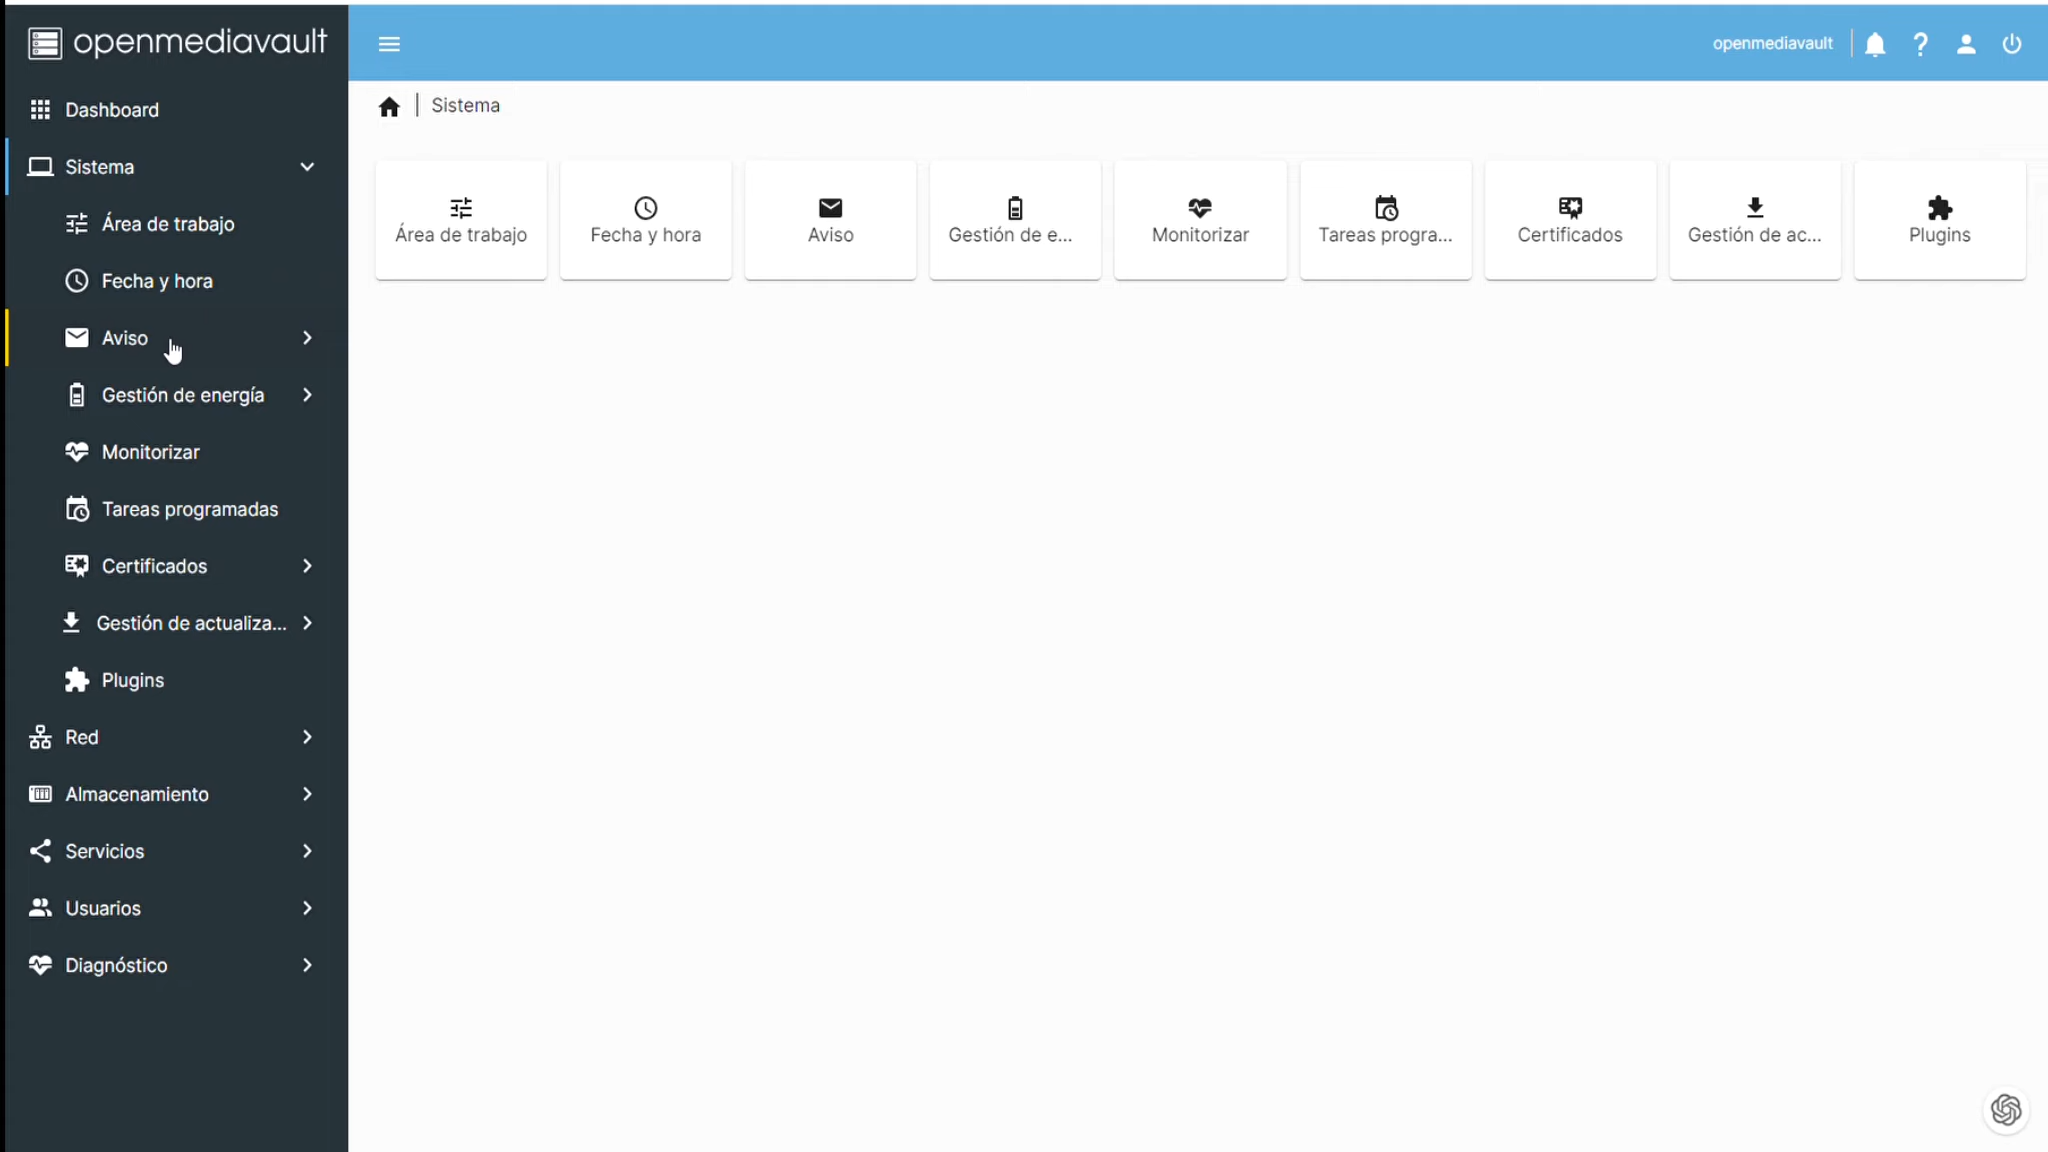 openmediavault
Dashboard
Sistema
Área de trabajo
Fecha y hora
Aviso
Gestión de energía
Monitorizar
Tareas programadas
Certificados
Gestión de actualiza...
Plugins
Red
Almacenamiento
Servicios
Usuarios
Diagnóstico
openmediavault
Sistema
Área de trabajo
Fecha y hora
Aviso
Gestión de e...
Monitorizar
Tareas progra...
Certificados
Gestión de ac...
Plugins